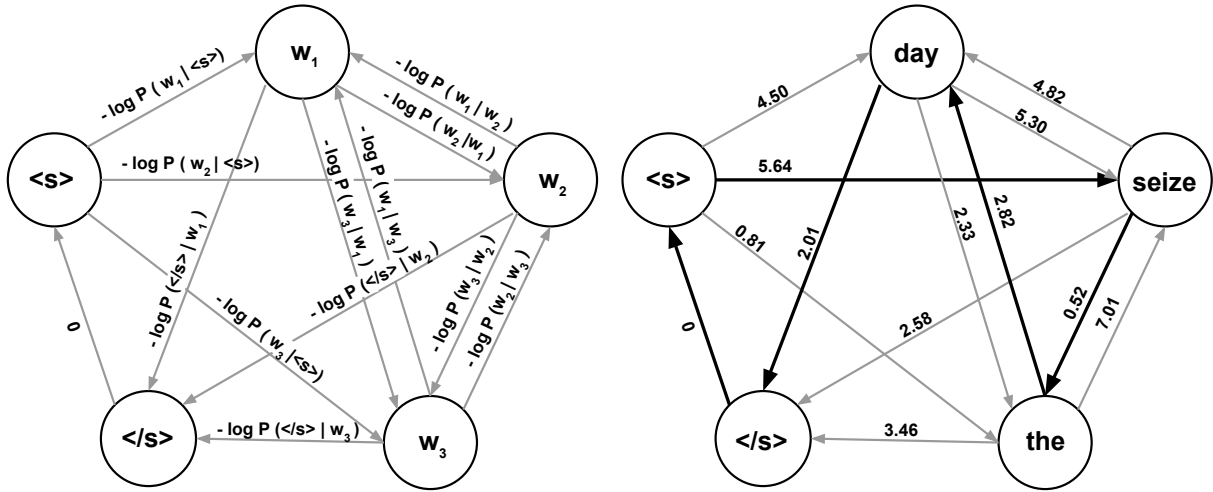 w₁
- log P ( w₁ | <s>)
- log P ( w₁ | w₂ )
- log P ( w₂ |w₁ )
<s>
- log P ( w₂ | <s>)
w₂
- log P ( w₃ | w₁ )
- log P ( w₁ | w₃ )
- log P (</s> | w₁ )
- log P (</s> | w₂ )
- log P (w₃ | w₂ )
- log P (w₂ | w₃ )
- log P ( w₃ |<s>)
0
</s>
- log P (</s> | w₃ )
w₃
day
4.50
4.82
5.30
<s>
5.64
seize
0.81
2.01
2.33
2.82
2.58
0.52
7.01
0
</s>
3.46
the